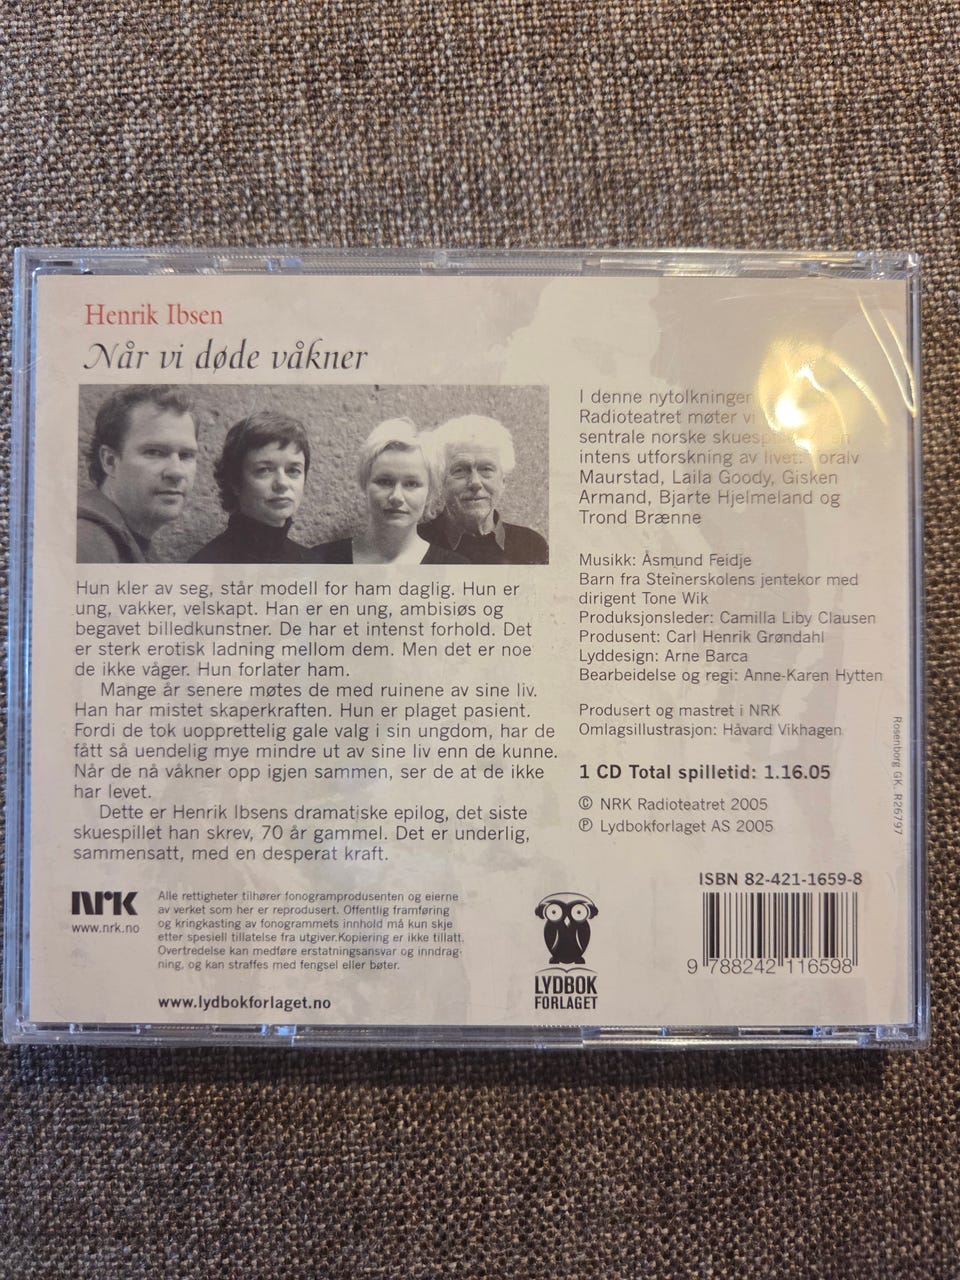 Henrik Ibsen
Når vi døde våkner
Hun kler av seg, står modell for ham daglig. Hun er
ung, vakker, velskapt. Han er en ung, ambisiøs og
begavet billedkunstner. De har et intenst forhold. Det
er sterk erotisk ladning mellom dem. Men det er noe
de ikke våger. Hun forlater ham.
Mange år senere møtes de med ruinene av sine liv.
Han har mistet skaperkraften. Hun er plaget pasient.
Fordi de tok uopprettelig gale valg i sin ungdom, har de
fått så uendelig mye mindre ut av sine liv enn de kunne.
Når de nå våkner opp igjen sammen, ser de at de ikke
har levet.
Dette er Henrik Ibsens dramatiske epilog, det siste
skuespillet han skrev, 70 år gammel. Det er underlig,
sammensatt, med en desperat kraft.
I denne nytolkningen
Radioteatret møter vi
sentrale norske
intens utforskning av livet:
Maurstad, Laila Goody, Gisken
Armand, Bjarte Hjelmeland og
Trond Brænne
Musikk: Åsmund Feidje
Barn fra Steinerskolens jentekor med
dirigent Tone Wik
Produksjonsleder: Camilla Liby Clausen
Produsent: Carl Henrik Grøndahl
Lyddesign: Arne Barca
Bearbeidelse og regi: Anne-Karen Hytten
Produsert og mastret i NRK
Omlagsillustrasjon: Håvard Vikhagen
1 CD Total spilletid: 1.16.05
© NRK Radioteatret 2005
℗ Lydbokforlaget AS 2005
Rosenborg GK. R26797
NRK
www.nrk.no
Alle rettigheter tilhører fonogramprodusenten og eierne
av verket som her er reprodusert. Offentlig framføring
og kringkasting av fonogrammets innhold må kun skje
etter spesiell tillatelse fra utgiver.Kopiering er ikke tillatt.
Overtredelse kan medføre erstatningsansvar og inndrag-
ning, og kan straffes med fengsel eller bøter.
www.lydbokforlaget.no
LYDBOK
FORLAGET
ISBN 82-421-1659-8
9 788242 116598